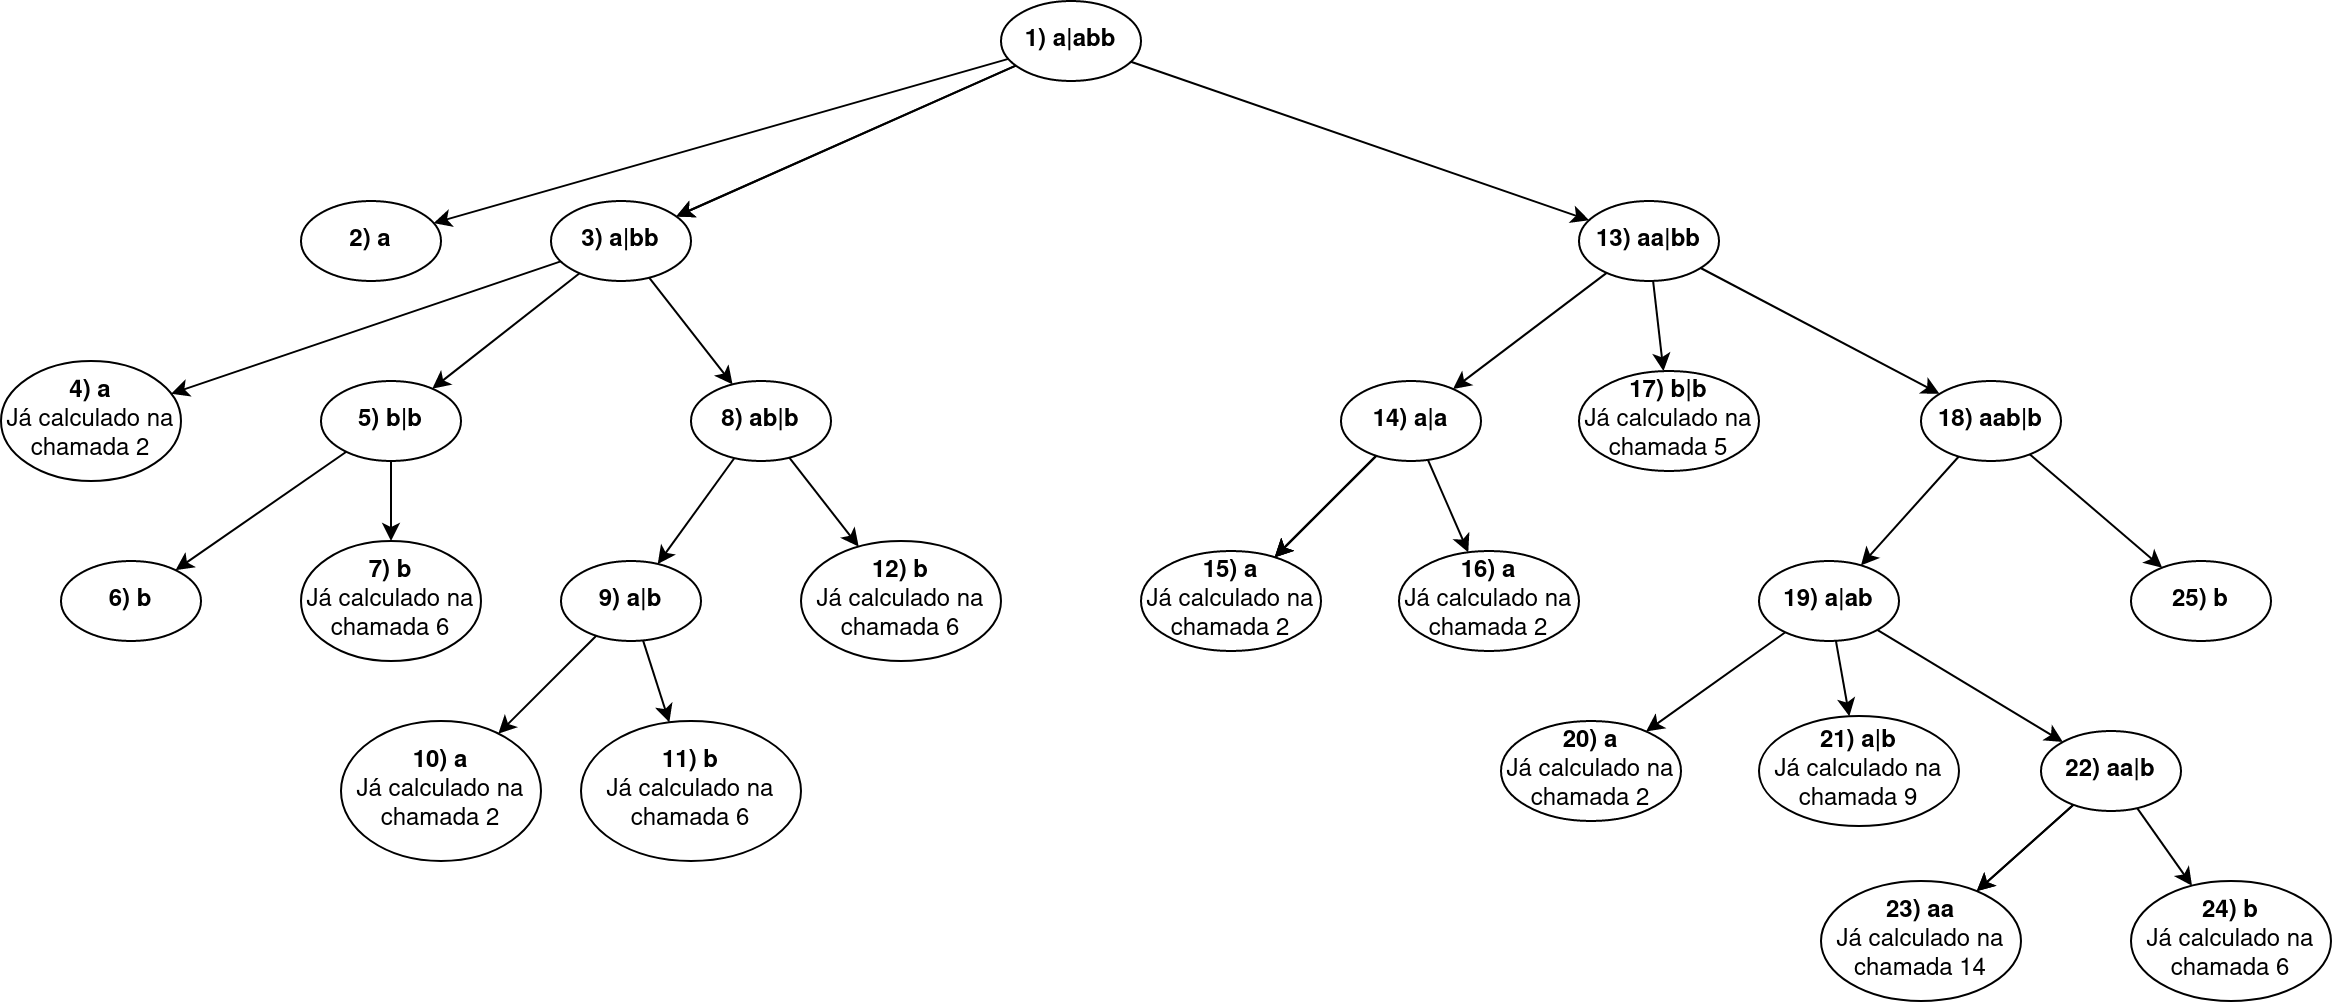 1) a|abb
2) a
3) a|bb
13) aa|bb
4) a
Já calculado na
chamada 2
5) b|b
8) ab|b
14) a|a
17) b|b
Já calculado na
chamada 5
18) aab|b
6) b
7) b
Já calculado na
chamada 6
9) a|b
12) b
Já calculado na
chamada 6
15) a
Já calculado na
chamada 2
16) a
Já calculado na
chamada 2
19) a|ab
25) b
10) a
Já calculado na
chamada 2
11) b
Já calculado na
chamada 6
20) a
Já calculado na
chamada 2
21) a|b
Já calculado na
chamada 9
22) aa|b
23) aa
Já calculado na
chamada 14
24) b
Já calculado na
chamada 6